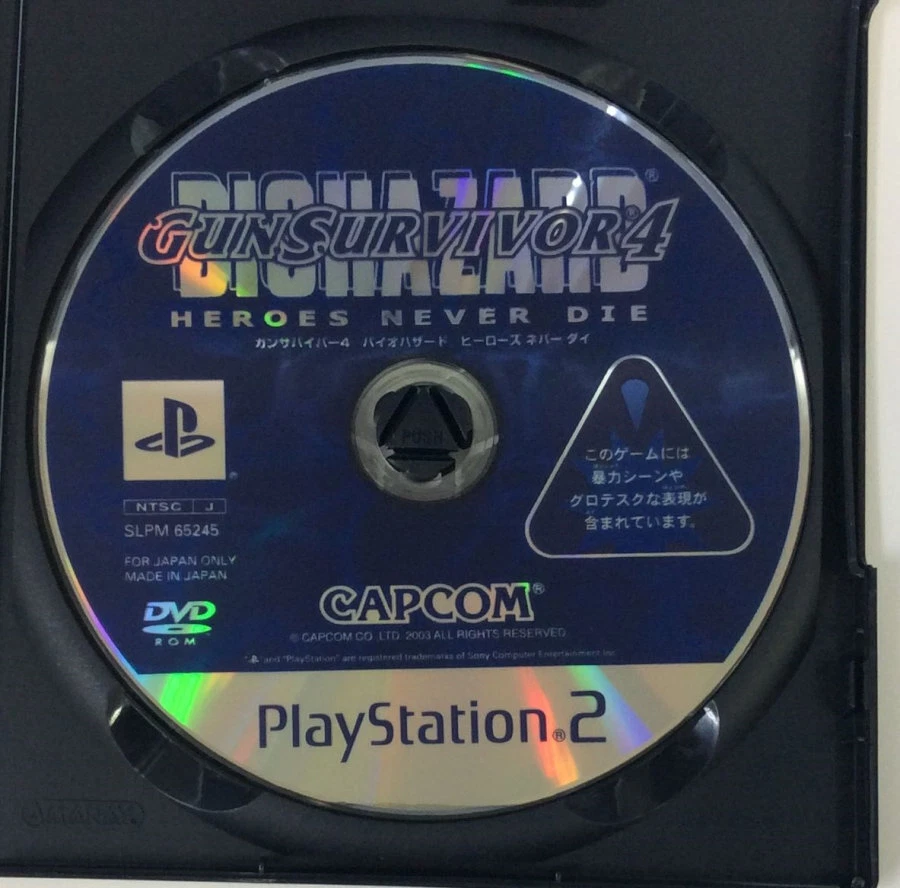 BIOHAZARD®
GUNSURVIVOR®4
HEROES NEVER DIE
ガンサバイバー4 バイオハザード ヒーローズ ネバー ダイ
PUSH
NTSC J
SLPM 65245
FOR JAPAN ONLY
MADE IN JAPAN
DVD
ROM
このゲームには
暴力シーンや
グロテスクな表現が
含まれています。
CAPCOM®
© CAPCOM CO. LTD. 2003 ALL RIGHTS RESERVED.
" and "PlayStation" are registered trademarks of Sony Computer Entertainment Inc.
PlayStation®2